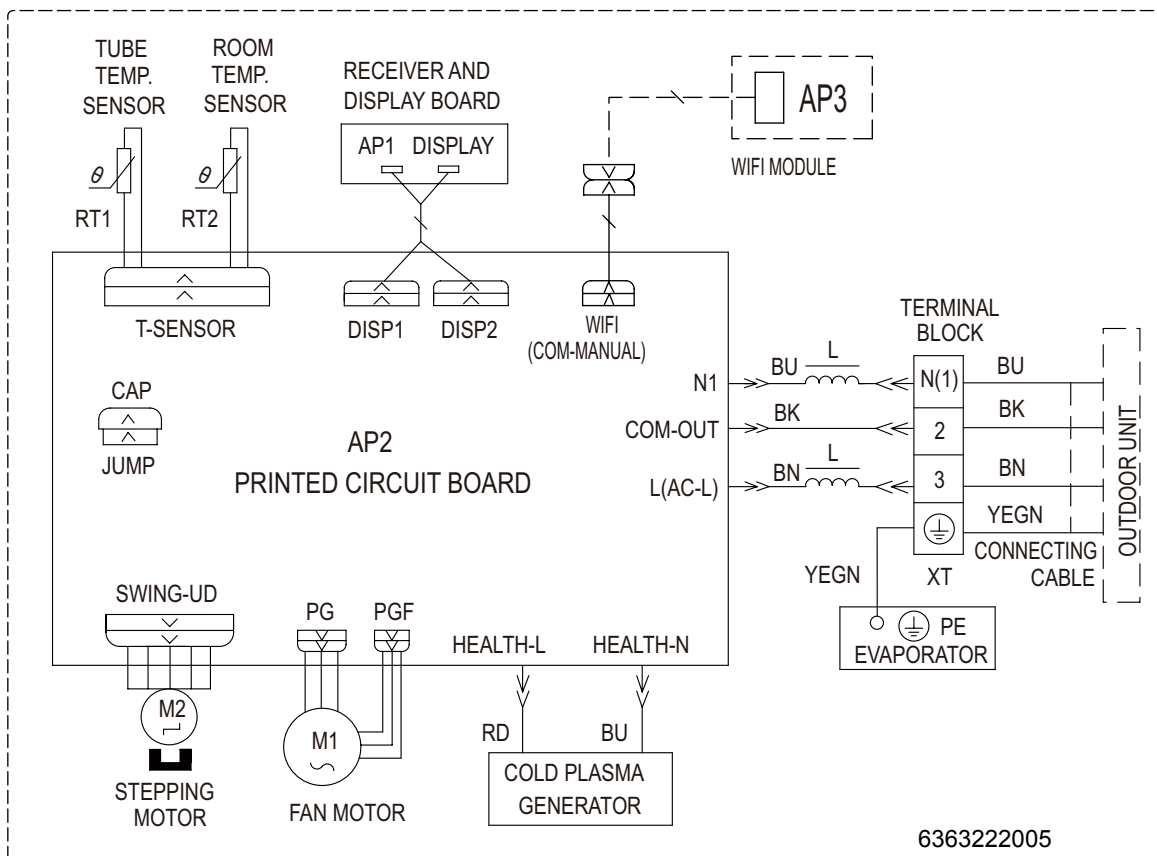 TUBE
TEMP.
SENSOR
ROOM
TEMP.
SENSOR
RECEIVER AND
DISPLAY BOARD
AP1 DISPLAY
AP3
WIFI MODULE
θ
RT1
θ
RT2
T-SENSOR
DISP1
DISP2
WIFI
(COM-MANUAL)
TERMINAL
BLOCK
CAP
JUMP
AP2
PRINTED CIRCUIT BOARD
N1
BU
L
N(1)
BU
COM-OUT
BK
2
BK
L(AC-L)
BN
L
3
BN
YEGN
OUTDOOR UNIT
CONNECTING
CABLE
XT
YEGN
PE
EVAPORATOR
SWING-UD
PG
PGF
HEALTH-L
HEALTH-N
M2
STEPPING
MOTOR
M1
FAN MOTOR
RD
BU
COLD PLASMA
GENERATOR
6363222005